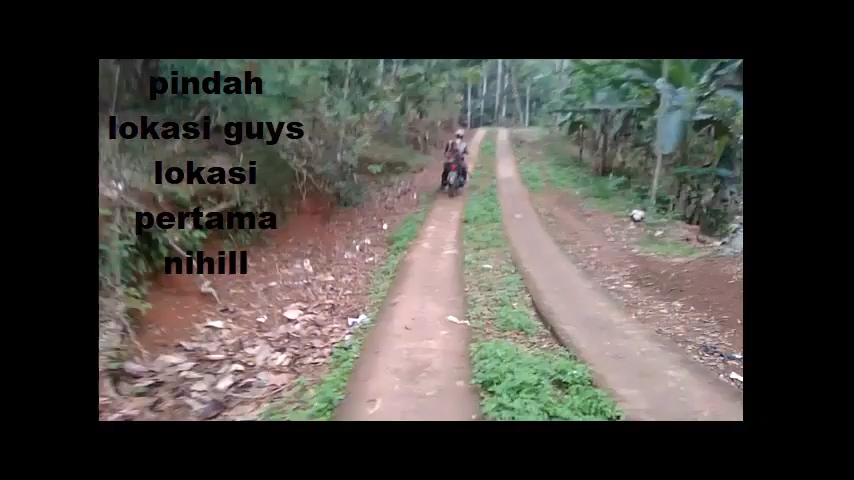 pindah
lokasi guys
lokasi
pertama
nihill